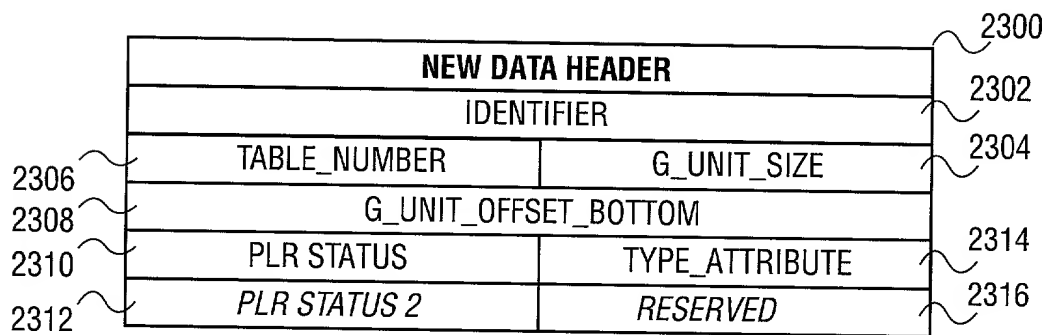 2300
NEW DATA HEADER
IDENTIFIER
2302
2306
TABLE_NUMBER
G_UNIT_SIZE
2304
2308
G_UNIT_OFFSET_BOTTOM
2310
PLR STATUS
TYPE_ATTRIBUTE
2314
2312
PLR STATUS 2
RESERVED
2316